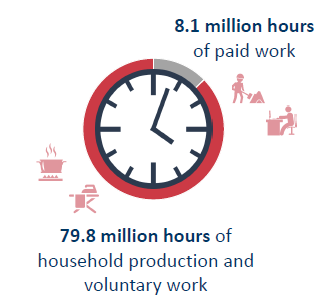 8.1 million hours
of paid work
79.8 million hours of
household production and
voluntary work